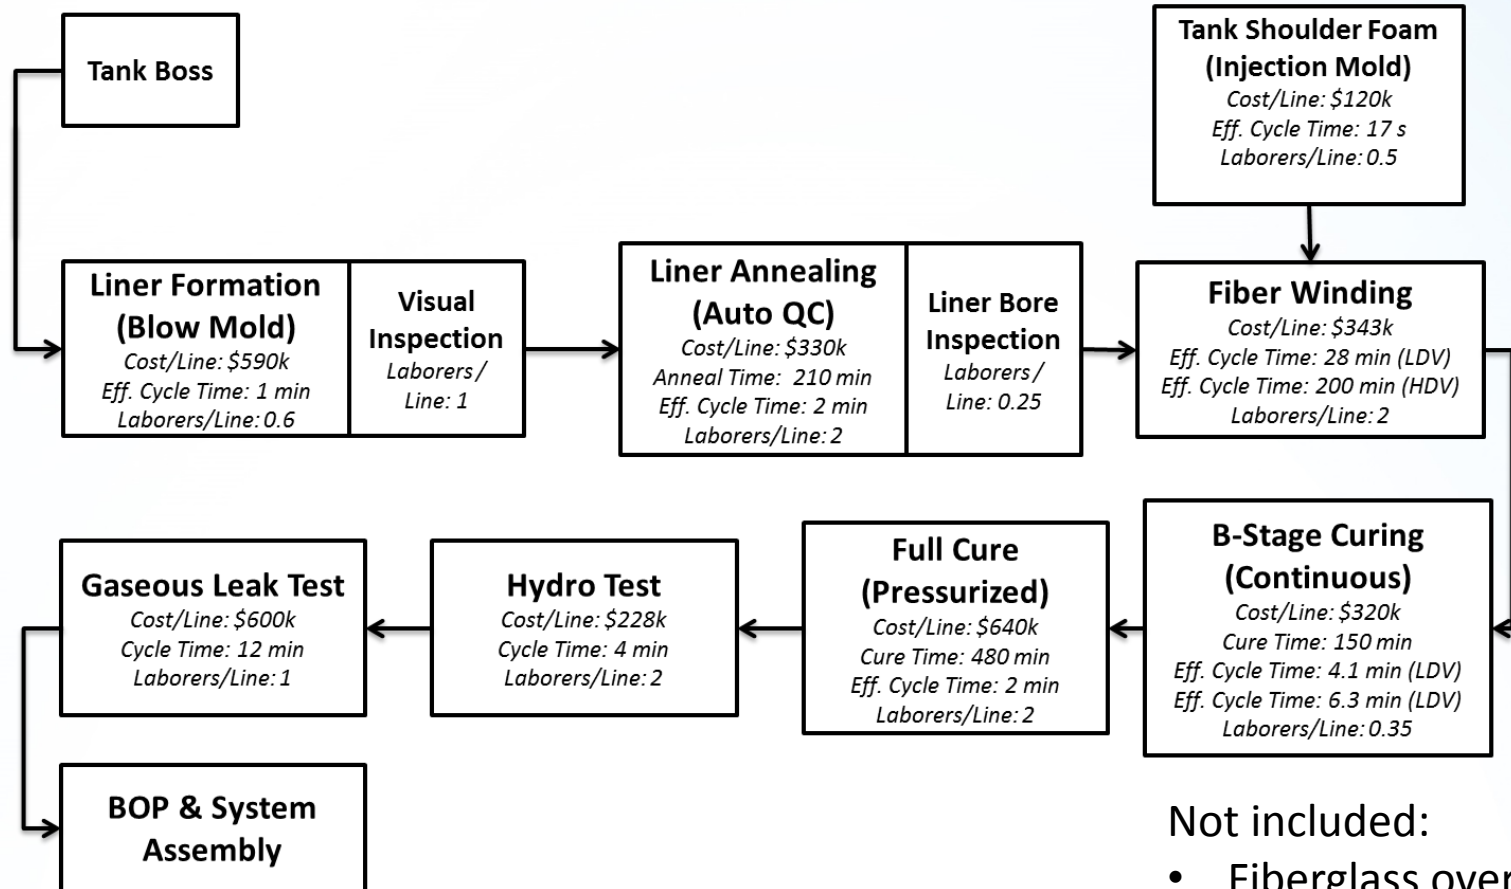 Tank Boss
Tank Shoulder Foam
(Injection Mold)
Cost/Line: $120k
Eff. Cycle Time: 17 s
Laborers/Line: 0.5
Liner Formation
(Blow Mold)
Cost/Line: $590k
Eff. Cycle Time: 1 min
Laborers/Line: 0.6
Visual
Inspection
Laborers /
Line: 1
Liner Annealing
(Auto QC)
Cost/Line: $330k
Anneal Time: 210 min
Eff. Cycle Time: 2 min
Laborers/Line: 2
Liner Bore
Inspection
Laborers /
Line: 0.25
Fiber Winding
Cost/Line: $343k
Eff. Cycle Time: 28 min (LDV)
Eff. Cycle Time: 200 min (HDV)
Laborers/Line: 2
B-Stage Curing
(Continuous)
Cost/Line: $320k
Cure Time: 150 min
Eff. Cycle Time: 4.1 min (LDV)
Eff. Cycle Time: 6.3 min (LDV)
Laborers/Line: 0.35
Full Cure
(Pressurized)
Cost/Line: $640k
Cure Time: 480 min
Eff. Cycle Time: 2 min
Laborers/Line: 2
Hydro Test
Cost/Line: $228k
Cycle Time: 4 min
Laborers/Line: 2
Gaseous Leak Test
Cost/Line: $600k
Cycle Time: 12 min
Laborers/Line: 1
BOP & System
Assembly
Not included:
• Fiberglass over